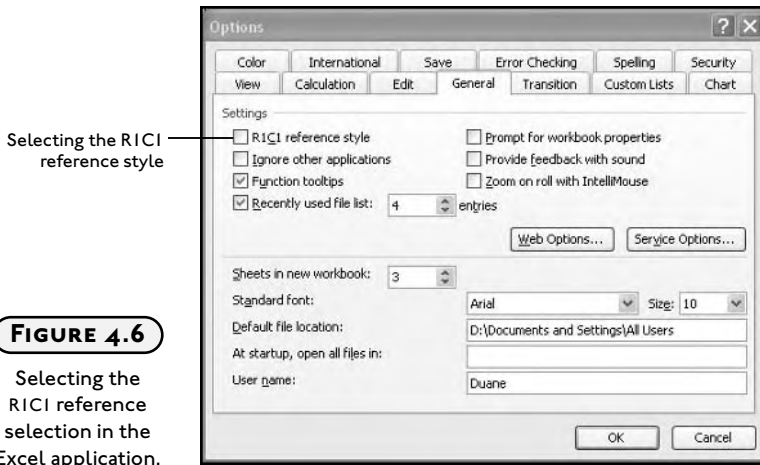 Options
Color International Save Error Checking Spelling Security
View Calculation Edit General Transition Custom Lists Chart
Settings
R1C1 reference style
Prompt for workbook properties
Ignore other applications
Provide feedback with sound
Function tooltips
Zoom on roll with IntelliMouse
Recently used file list: 4 entries
Web Options... Service Options...
Sheets in new workbook: 3
Standard font: Arial Size: 10
Default file location: D:\Documents and Settings\All Users
At startup, open all files in:
User name: Duane
OK Cancel
Selecting the R1C1
reference style
FIGURE 4.6
Selecting the
R1C1 reference
selection in the
Excel application.